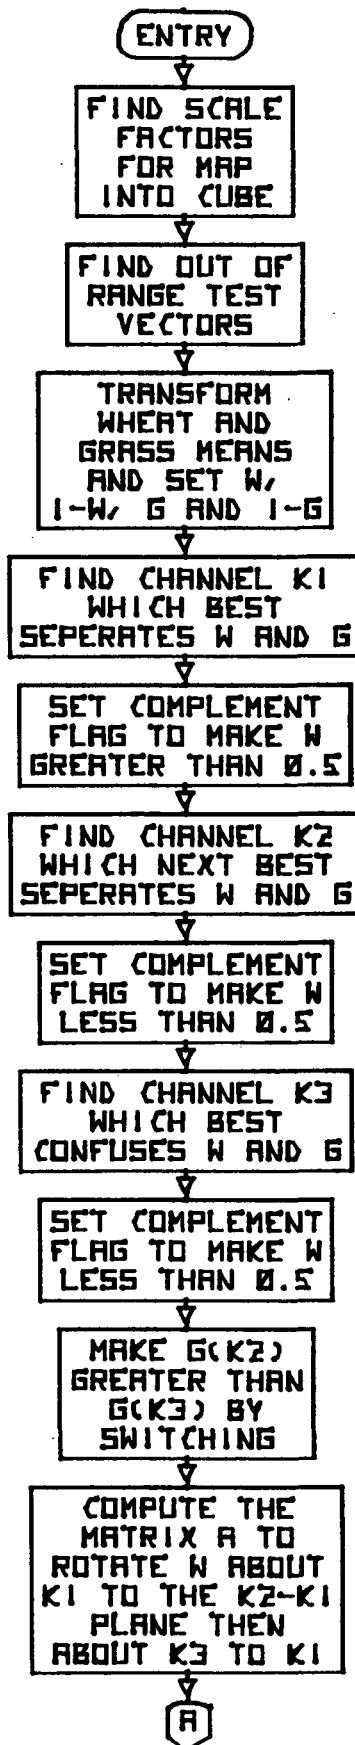 ENTRY
FIND SCALE
FACTORS
FOR MAP
INTO CUBE
FIND OUT OF
RANGE TEST
VECTORS
TRANSFORM
WHEAT AND
GRASS MEANS
AND SET W,
1-W, G AND 1-G
FIND CHANNEL K1
WHICH BEST
SEPERATES W AND G
SET COMPLEMENT
FLAG TO MAKE W
GREATER THAN 0.5
FIND CHANNEL K2
WHICH NEXT BEST
SEPERATES W AND G
SET COMPLEMENT
FLAG TO MAKE W
LESS THAN 0.5
FIND CHANNEL K3
WHICH BEST
CONFUSES W AND G
SET COMPLEMENT
FLAG TO MAKE W
LESS THAN 0.5
MAKE G(K2)
GREATER THAN
G(K3) BY
SWITCHING
COMPUTE THE
MATRIX A TO
ROTATE W ABOUT
K1 TO THE K2-K1
PLANE THEN
ABOUT K3 TO K1
A